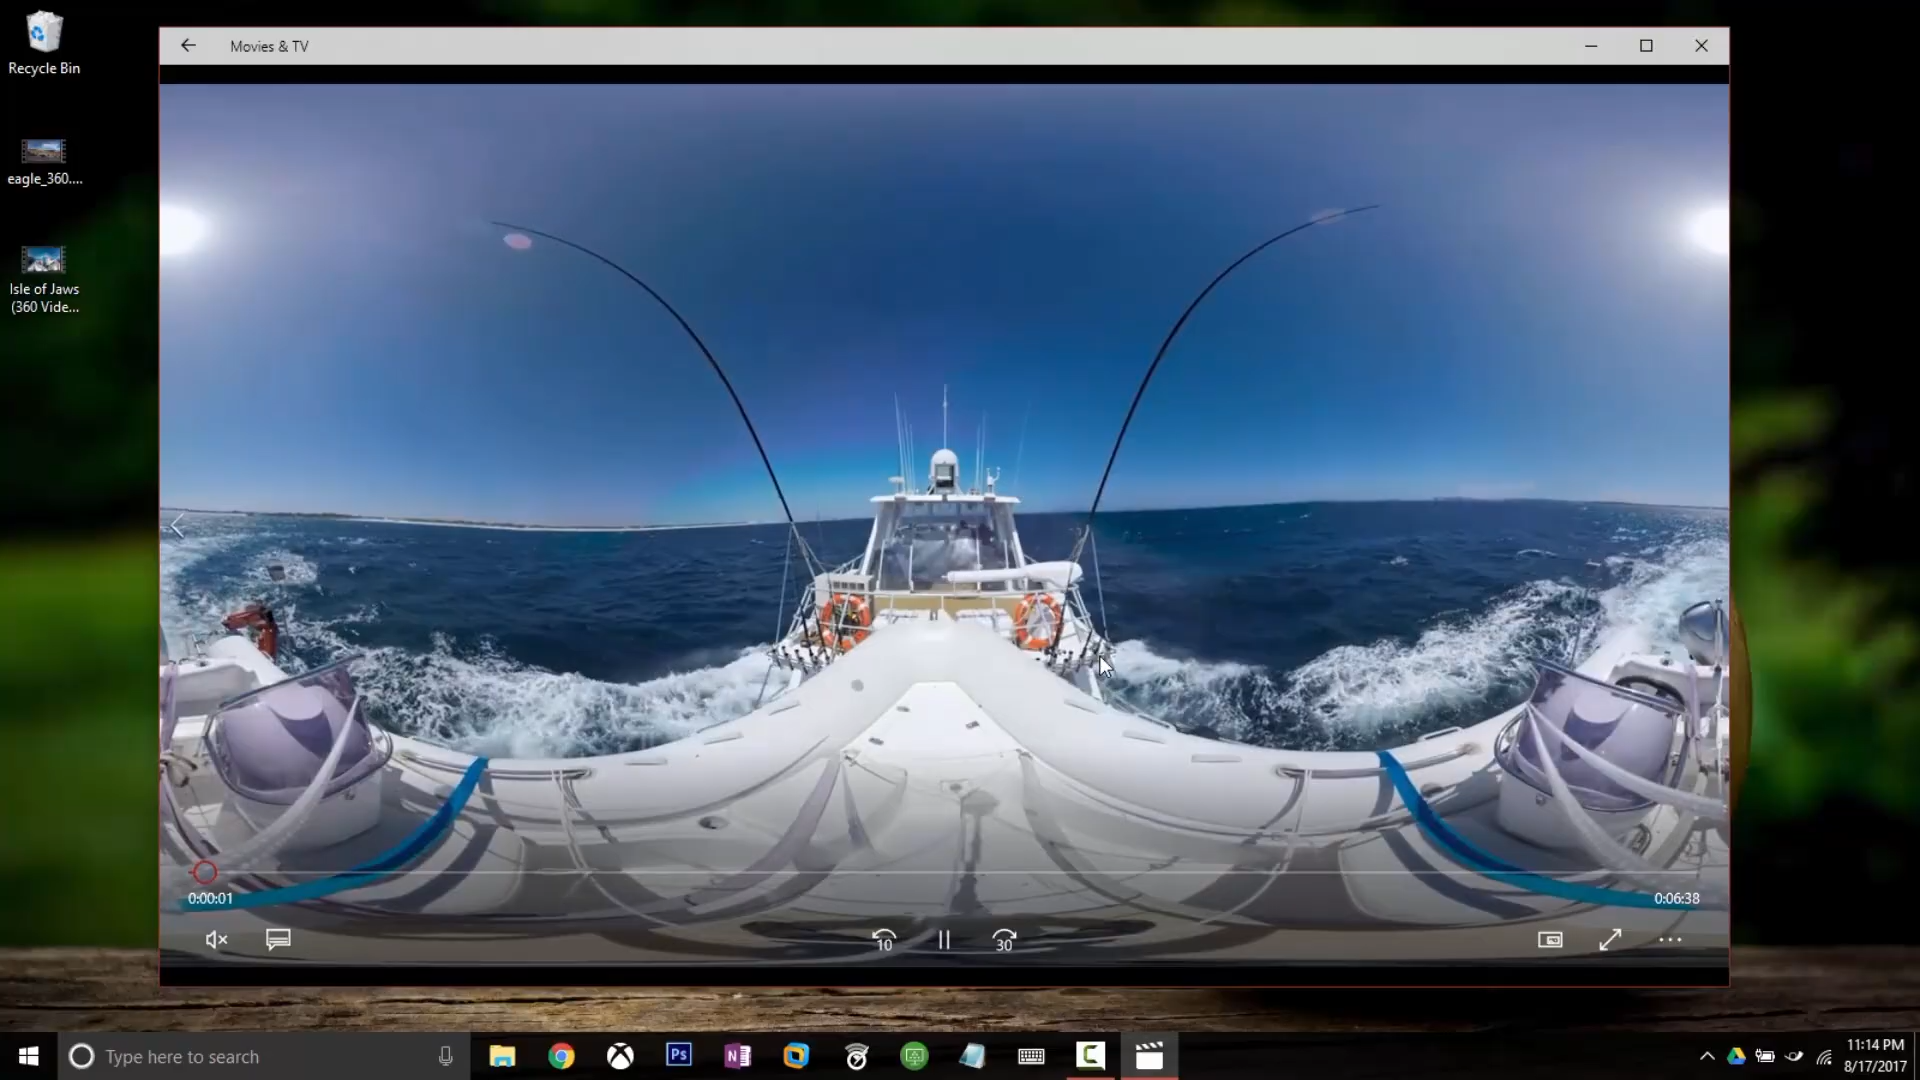 Recycle Bin
eagle_360....
Isle of Jaws
(360 Vide...
Movies & TV
0:00:01
0:06:38
10
30
Type here to search
Ps
N
C
11:14 PM
8/17/2017